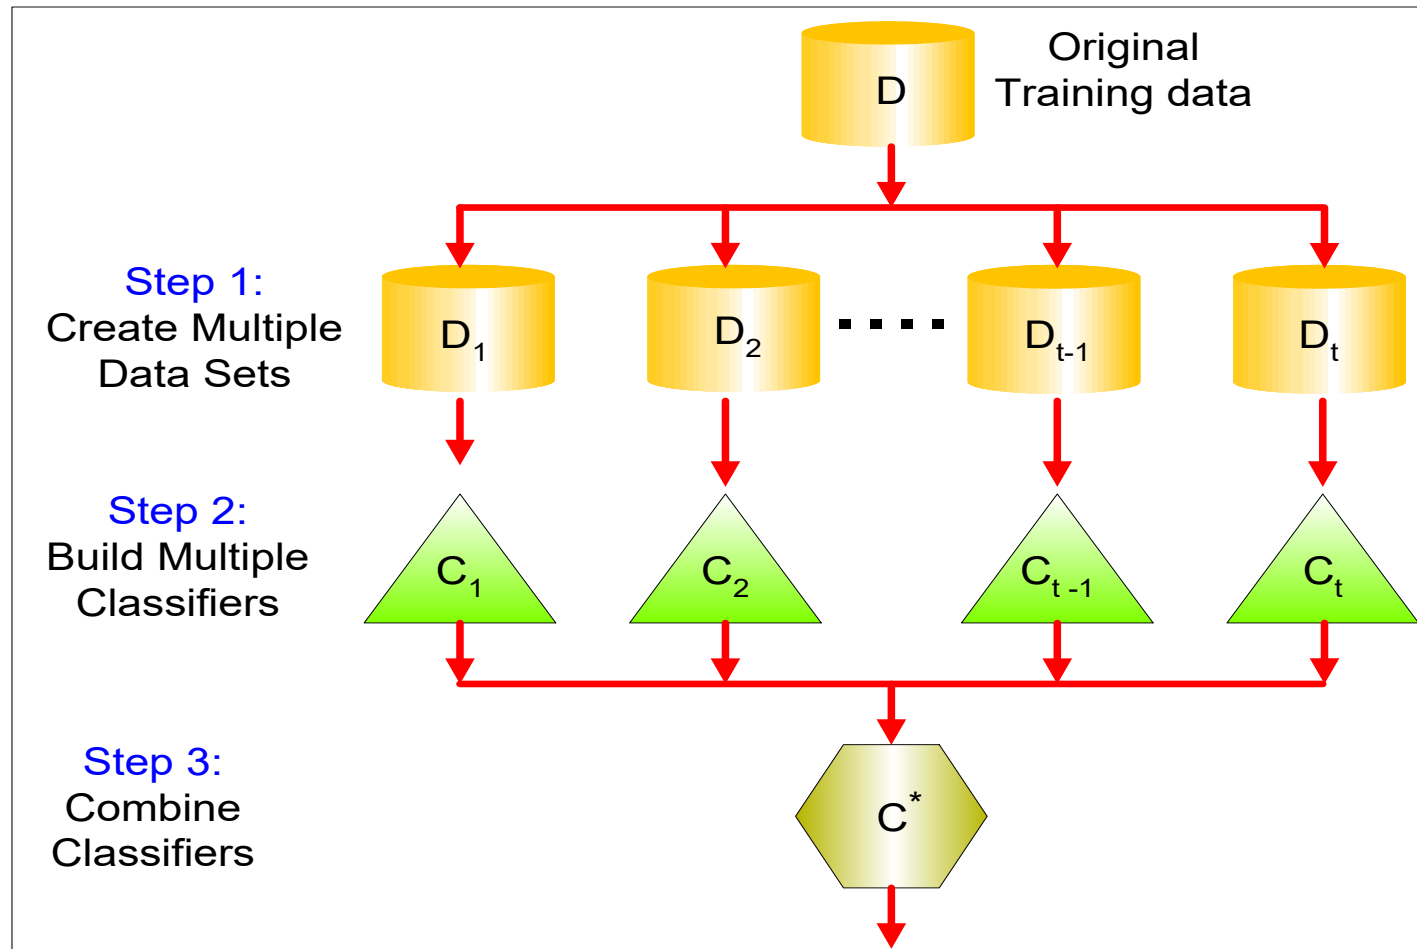 D
Original
Training data
Step 1:
Create Multiple
Data Sets
D1
D2
Dt-1
Dt
Step 2:
Build Multiple
Classifiers
C1
C2
Ct -1
Ct
Step 3:
Combine
Classifiers
C*